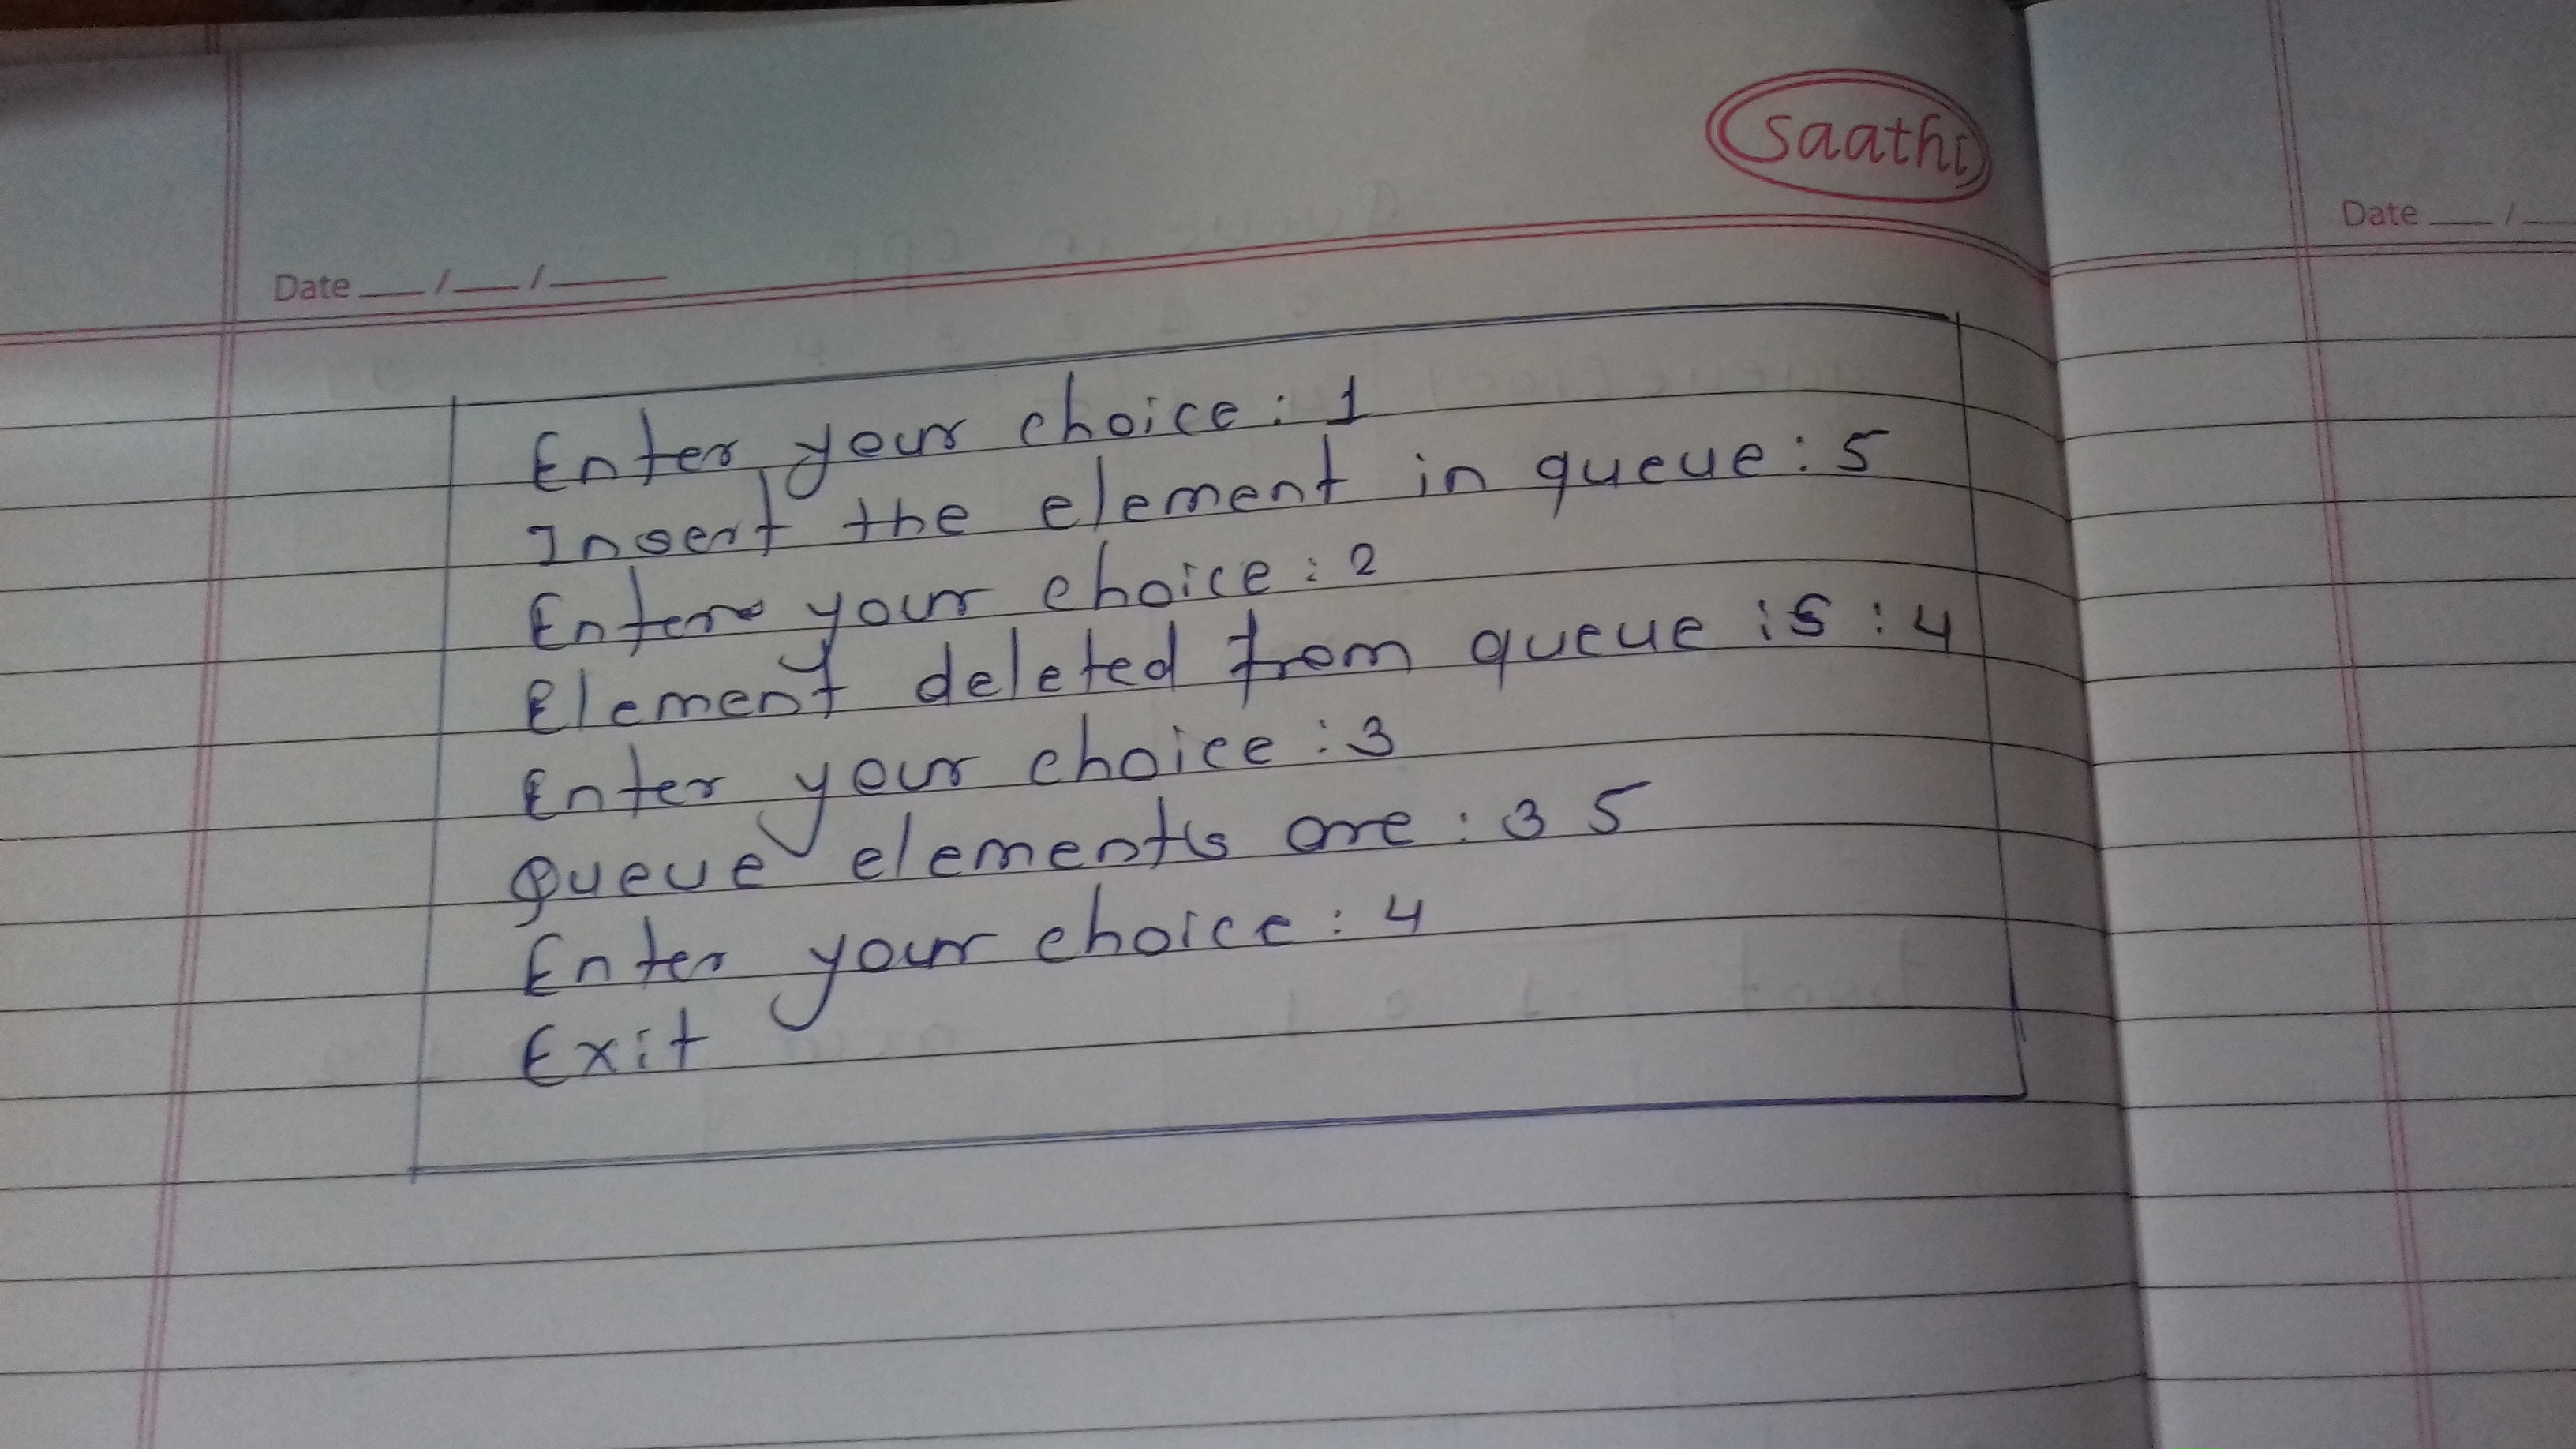 Saathi
Date __/__/__
Enter your choice : 1
Insert the element in queue : 5
Enter your choice : 2
Element deleted from queue is : 4
Enter your choice : 3
Queue elements are : 3 5
Enter your choice : 4
Exit
Date __/__